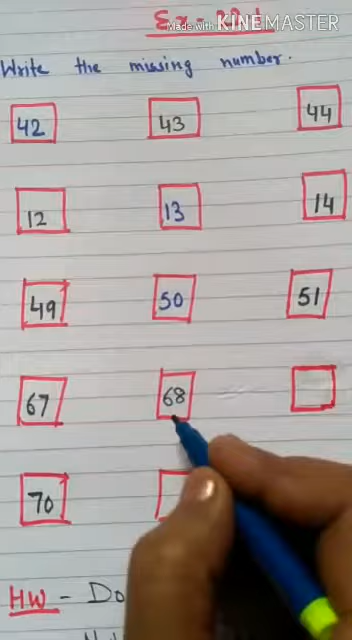 Made with KINEMASTER
Write the missing number.
42 43 44
12 13 14
49 50 51
67 68
70
HW - Do